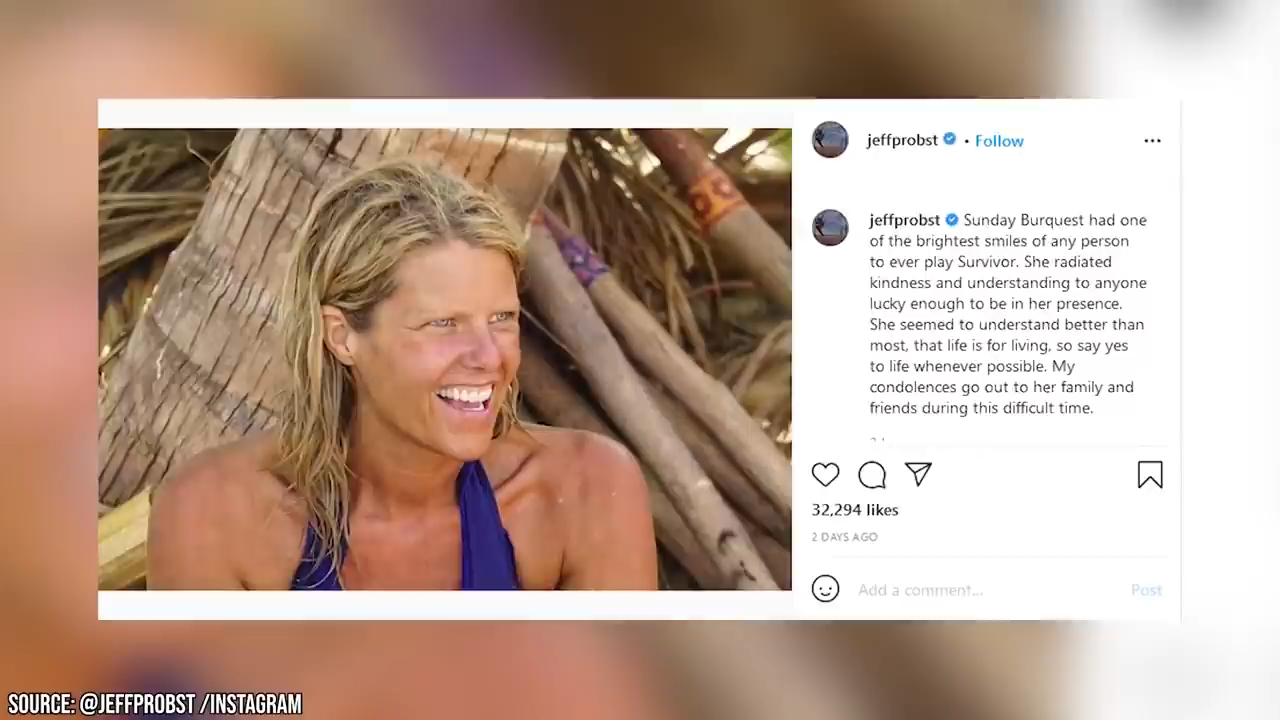 jeffprobst • Follow
jeffprobst Sunday Burquest had one
of the brightest smiles of any person
to ever play Survivor. She radiated
kindness and understanding to anyone
lucky enough to be in her presence.
She seemed to understand better than
most, that life is for living, so say yes
to life whenever possible. My
condolences go out to her family and
friends during this difficult time.
32,294 likes
2 DAYS AGO
Add a comment...
Post
SOURCE: @JEFFPROBST /INSTAGRAM